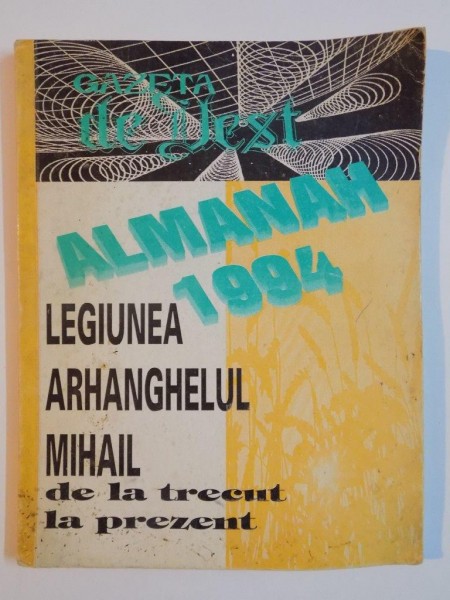 GAZETA
de Vest
ALMANAH
1994
LEGIUNEA
ARHANGHELUL
MIHAIL
de la trecut
la prezent